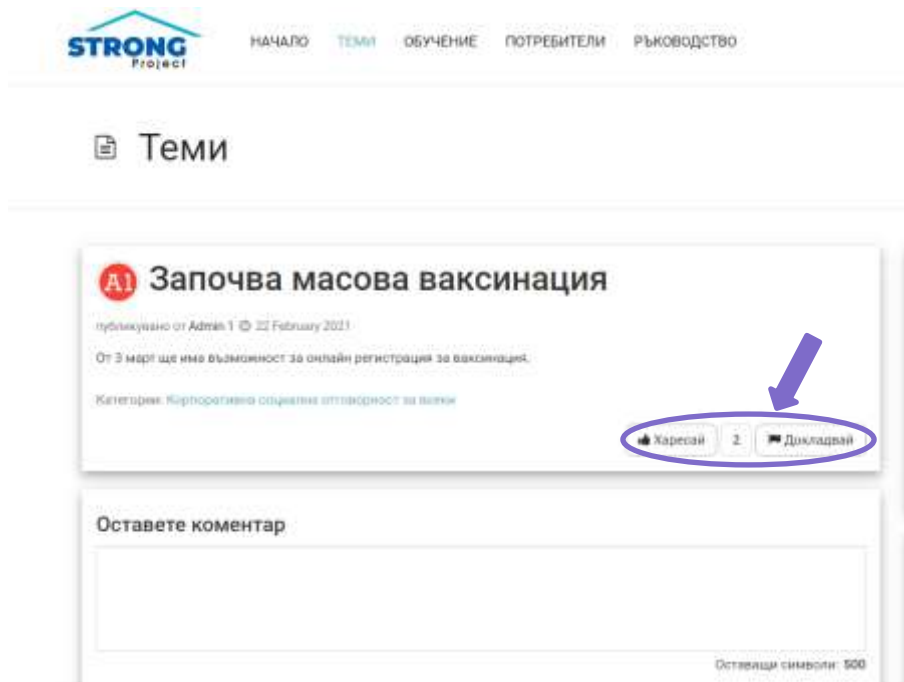 STRONG
Project
НАЧАЛО ТЕМИ ОБУЧЕНИЕ ПОТРЕБИТЕЛИ РЪКОВОДСТВО
Теми
A1 Започва масова ваксинация
публикувано от Admin 1 22 February 2021
От 3 март ще има възможност за онлайн регистрация за ваксинация.
Категории: Корпоративна социална отговорност за всеки
Харесай 2 Докладвай
Оставете коментар
Оставащи символи: 500